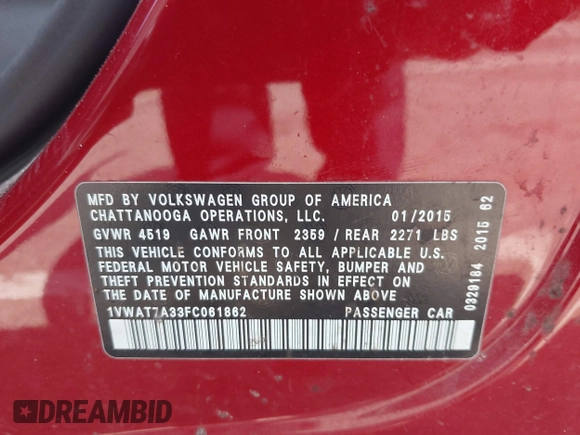 MFD BY VOLKSWAGEN GROUP OF AMERICA
CHATTANOOGA OPERATIONS, LLC. 01/2015
GVWR 4519 GAWR FRONT 2359 / REAR 2271 LBS
THIS VEHICLE CONFORMS TO ALL APPLICABLE U.S.
FEDERAL MOTOR VEHICLE SAFETY, BUMPER AND
THEFT PREVENTION STANDARDS IN EFFECT ON
THE DATE OF MANUFACTURE SHOWN ABOVE
1VWAT7A33FC061862 PASSENGER CAR
0329184 2015 62
DREAMBID